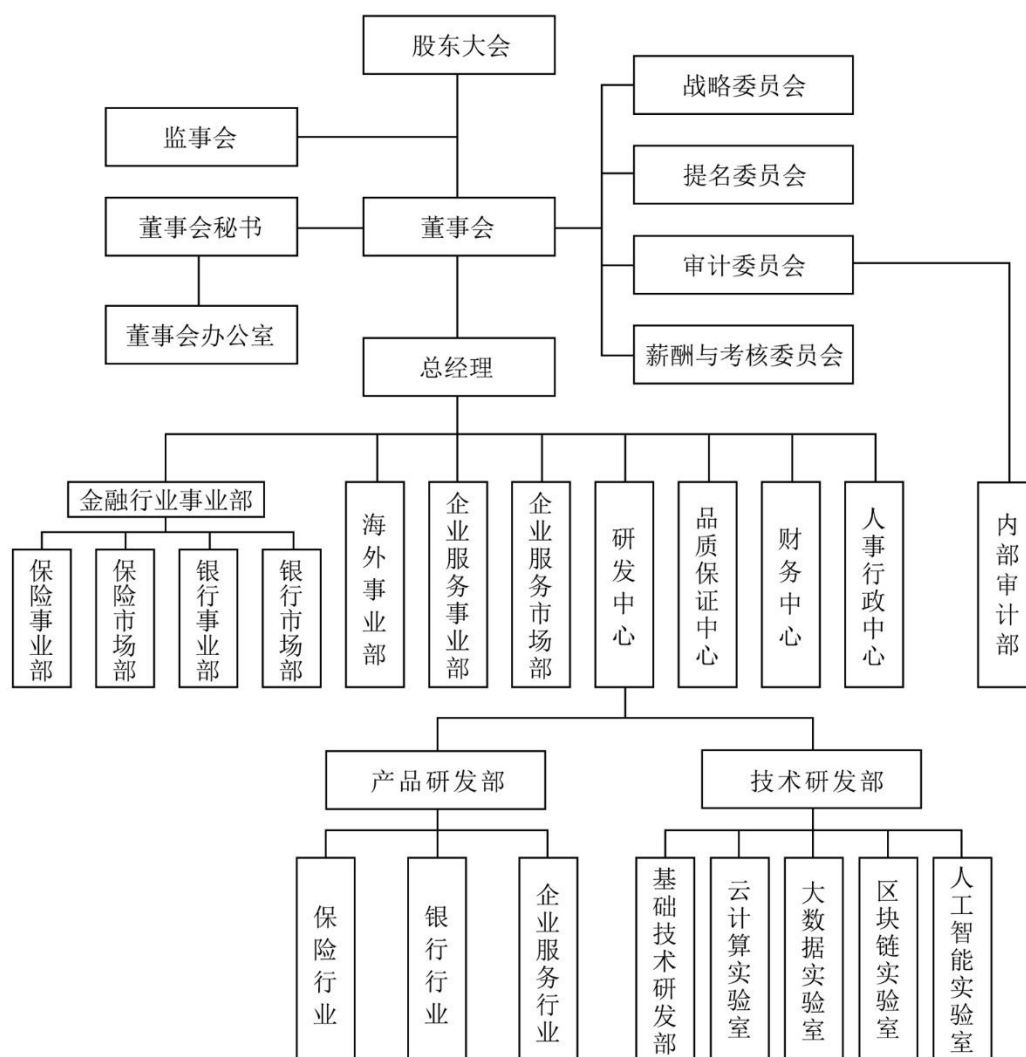 股东大会
战略委员会
监事会
提名委员会
董事会秘书
董事会
审计委员会
董事会办公室
总经理
薪酬与考核委员会
金融行业事业部
海外事业部
企业服务事业部
企业服务市场部
研发中心
品质保证中心
财务中心
人事行政中心
内部审计部
保险事业部
保险市场部
银行事业部
银行市场部
产品研发部
技术研发部
保险行业
银行行业
企业服务行业
基础技术研发部
云计算实验室
大数据实验室
区块链实验室
人工智能实验室